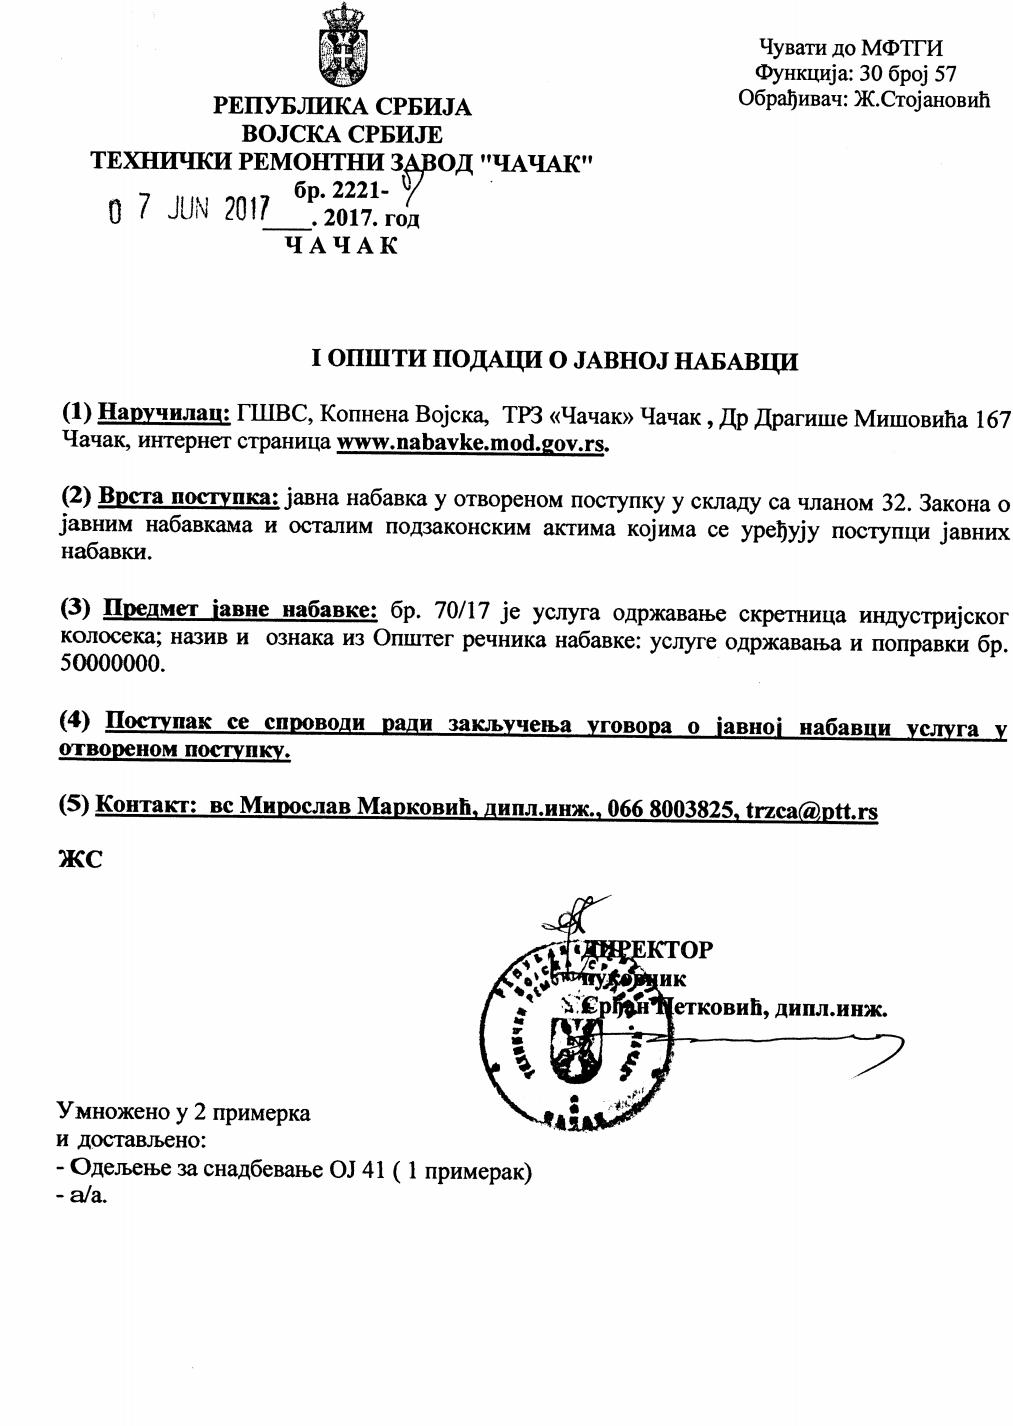 Чувати до МФТГИ
Функција: 30 број 57
Обрађивач: Ж.Стојановић
РЕПУБЛИКА СРБИЈА
ВОЈСКА СРБИЈЕ
ТЕХНИЧКИ РЕМОНТНИ ЗАВОД "ЧАЧАК"
бр. 2221-
07 JUN 2017 ____. 2017. год
Ч А Ч А К
I ОПШТИ ПОДАЦИ О ЈАВНОЈ НАБАВЦИ
(1) Наручилац: ГШВС, Копнена Војска, ТРЗ «Чачак» Чачак , Др Драгише Мишовића 167
Чачак, интернет страница www.nabavke.mod.gov.rs.
(2) Врста поступка: јавна набавка у отвореном поступку у складу са чланом 32. Закона о
јавним набавкама и осталим подзаконским актима којима се уређују поступци јавних
набавки.
(3) Предмет јавне набавке: бр. 70/17 је услуга одржавање скретница индустријског
колосека; назив и ознака из Општег речника набавке: услуге одржавања и поправки бр.
50000000.
(4) Поступак се спроводи ради закључења уговора о јавној набавци услуга у
отвореном поступку.
(5) Контакт: вс Мирослав Марковић, дипл.инж., 066 8003825, trzca@ptt.rs
ЖС
ДИРЕКТОР
пуковник
Срђан Петковић, дипл.инж.
Умножено у 2 примерка
и достављено:
- Одељење за снадбевање ОЈ 41 ( 1 примерак)
- а/а.